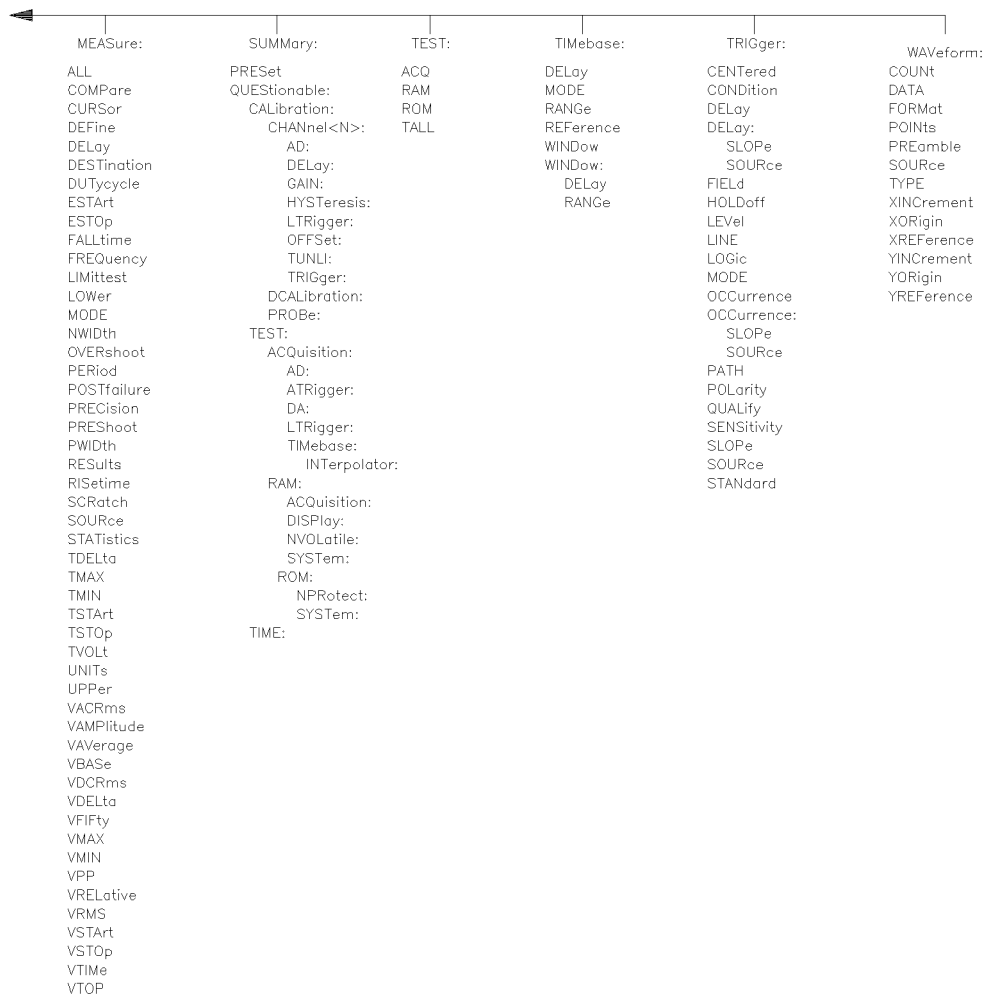 MEASure:
ALL
COMPare
CURSor
DEFine
DELay
DESTination
DUTycycle
ESTArt
ESTOp
FALLtime
FREQuency
LIMittest
LOWer
MODE
NWIDth
OVERshoot
PERiod
POSTfailure
PRECision
PREShoot
PWIDth
RESults
RISetime
SCRatch
SOURce
STATistics
TDELta
TMAX
TMIN
TSTArt
TSTOp
TVOLt
UNITs
UPPer
VACRms
VAMPlitude
VAVerage
VBASe
VDCRms
VDELta
VFIFty
VMAX
VMIN
VPP
VRELative
VRMS
VSTArt
VSTOp
VTIMe
VTOP
SUMMary:
PRESet
QUEStionable:
CALibration:
CHANnel<N>:
AD:
DELay:
GAIN:
HYSTeresis:
LTRigger:
OFFSet:
TUNLI:
TRIGger:
DCALibration:
PROBe:
TEST:
ACQuisition:
AD:
ATRigger:
DA:
LTRigger:
TIMebase:
INTerpolator:
RAM:
ACQuisition:
DISPlay:
NVOLatile:
SYSTem:
ROM:
NPRotect:
SYSTem:
TIME:
TEST:
ACQ
RAM
ROM
TALL
TIMebase:
DELay
MODE
RANGe
REFerence
WINDow
WINDow:
DELay
RANGe
TRIGger:
CENTered
CONDition
DELay
DELay:
SLOPe
SOURce
FIELd
HOLDoff
LEVel
LINE
LOGic
MODE
OCCurrence
OCCurrence:
SLOPe
SOURce
PATH
POLarity
QUALify
SENSitivity
SLOPe
SOURce
STANdard
WAVeform:
COUNt
DATA
FORMat
POINts
PREamble
SOURce
TYPE
XINCrement
XORigin
XREFerence
YINCrement
YORigin
YREFerence